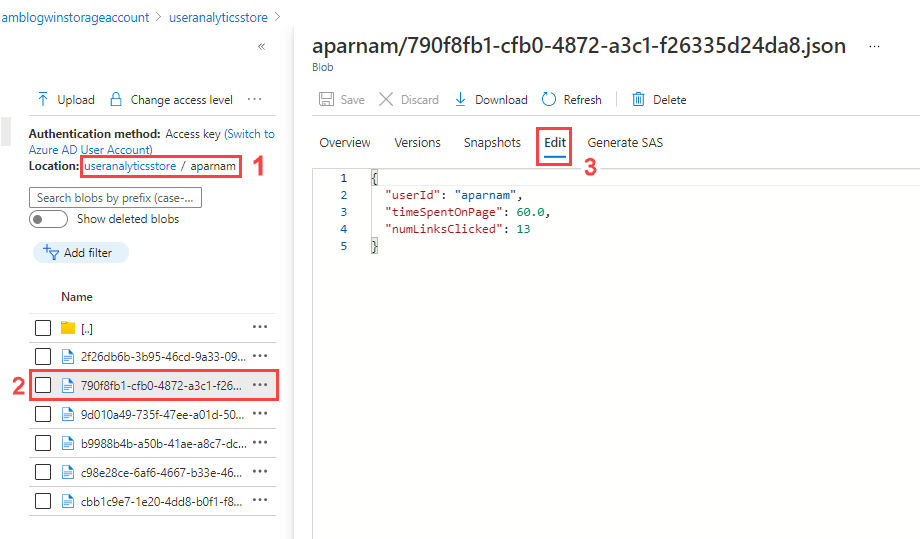 amblogwinstorageaccount > useranalyticsstore >
«
Upload Change access level ...
Authentication method: Access key (Switch to
Azure AD User Account)
Location: useranalyticsstore / aparnam
1
Search blobs by prefix (case-...
Show deleted blobs
Add filter
Name
[..] ...
2f26db6b-3b95-46cd-9a33-09... ...
2
790f8fb1-cfb0-4872-a3c1-f26... ...
9d010a49-735f-47ee-a01d-50... ...
b9988b4b-a50b-41ae-a8c7-dc... ...
c98e28ce-6af6-4667-b33e-46... ...
cbb1c9e7-1e20-4dd8-b0f1-f8... ...
aparnam/790f8fb1-cfb0-4872-a3c1-f26335d24da8.json ...
Blob
Save Discard Download Refresh Delete
Overview Versions Snapshots Edit Generate SAS
3
1 {
2 "userId": "aparnam",
3 "timeSpentOnPage": 60.0,
4 "numLinksClicked": 13
5 }